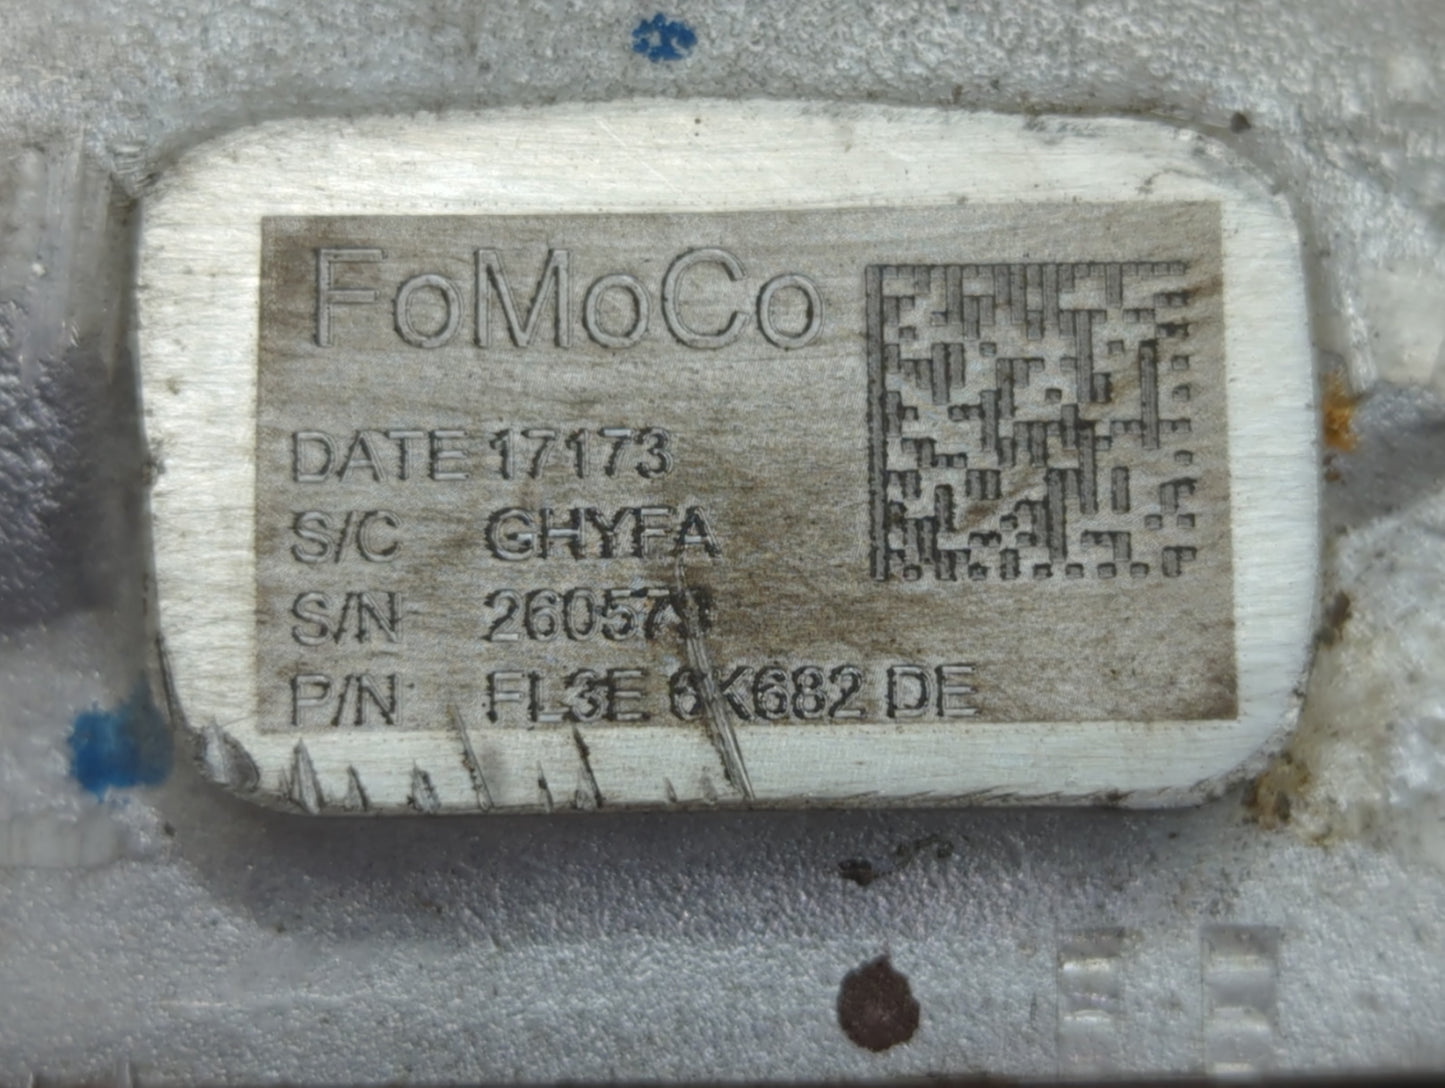 FoMoCo
DATE 17173
S/C GHYFA
S/N
P/N FL3E 6K682 DE